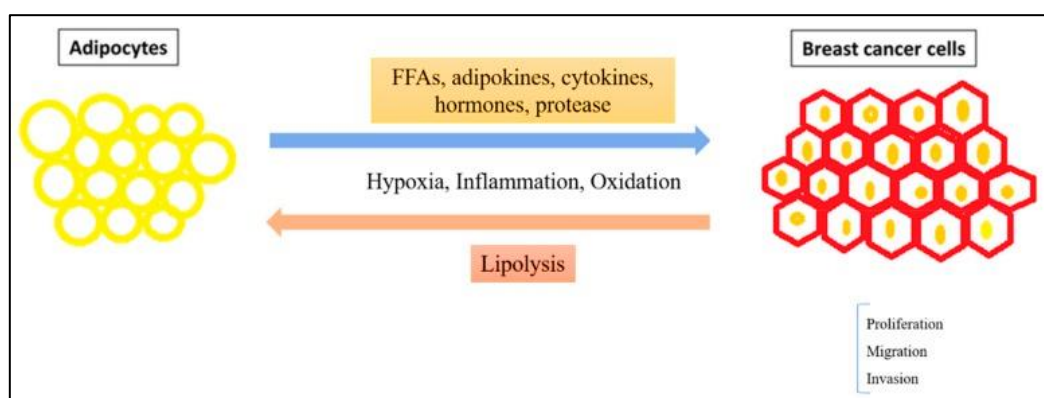 Adipocytes
Breast cancer cells
FFAs, adipokines, cytokines,
hormones, protease
Hypoxia, Inflammation, Oxidation
Lipolysis
Proliferation
Migration
Invasion